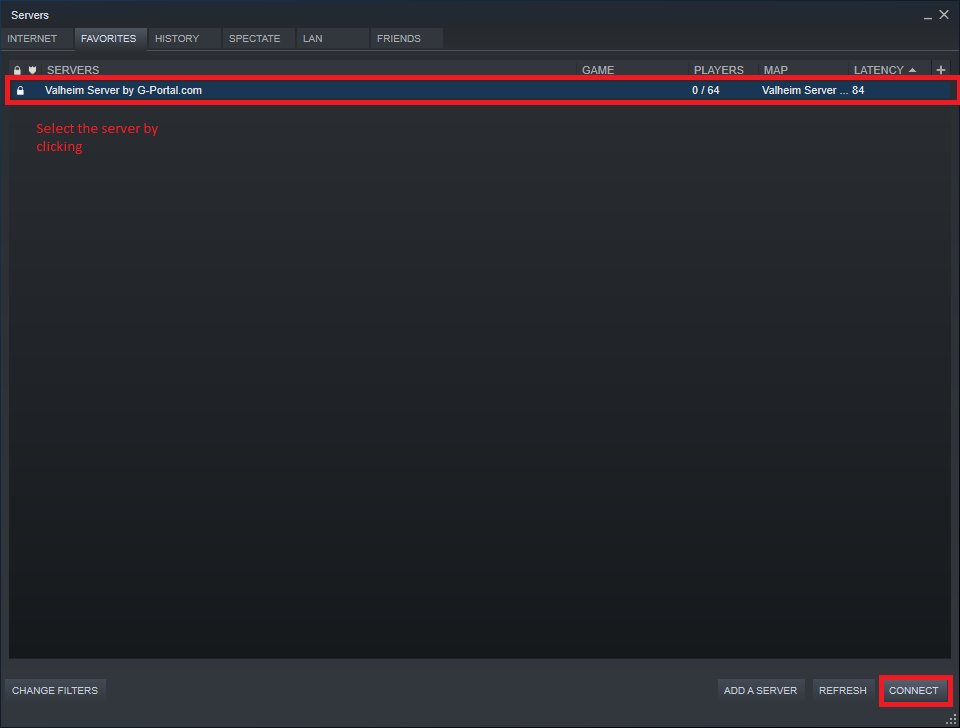 Servers
INTERNET FAVORITES HISTORY SPECTATE LAN FRIENDS
SERVERS GAME PLAYERS MAP LATENCY
Valheim Server by G-Portal.com 0 / 64 Valheim Server ... 84
Select the server by
clicking
CHANGE FILTERS ADD A SERVER REFRESH CONNECT